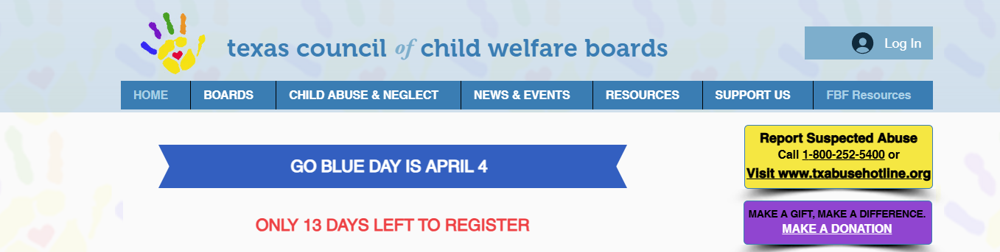 texas council of child welfare boards
Log In
HOME BOARDS CHILD ABUSE & NEGLECT NEWS & EVENTS RESOURCES SUPPORT US FBF Resources
GO BLUE DAY IS APRIL 4
ONLY 13 DAYS LEFT TO REGISTER
Report Suspected Abuse
Call 1-800-252-5400 or
Visit www.txabusehotline.org
MAKE A GIFT, MAKE A DIFFERENCE.
MAKE A DONATION